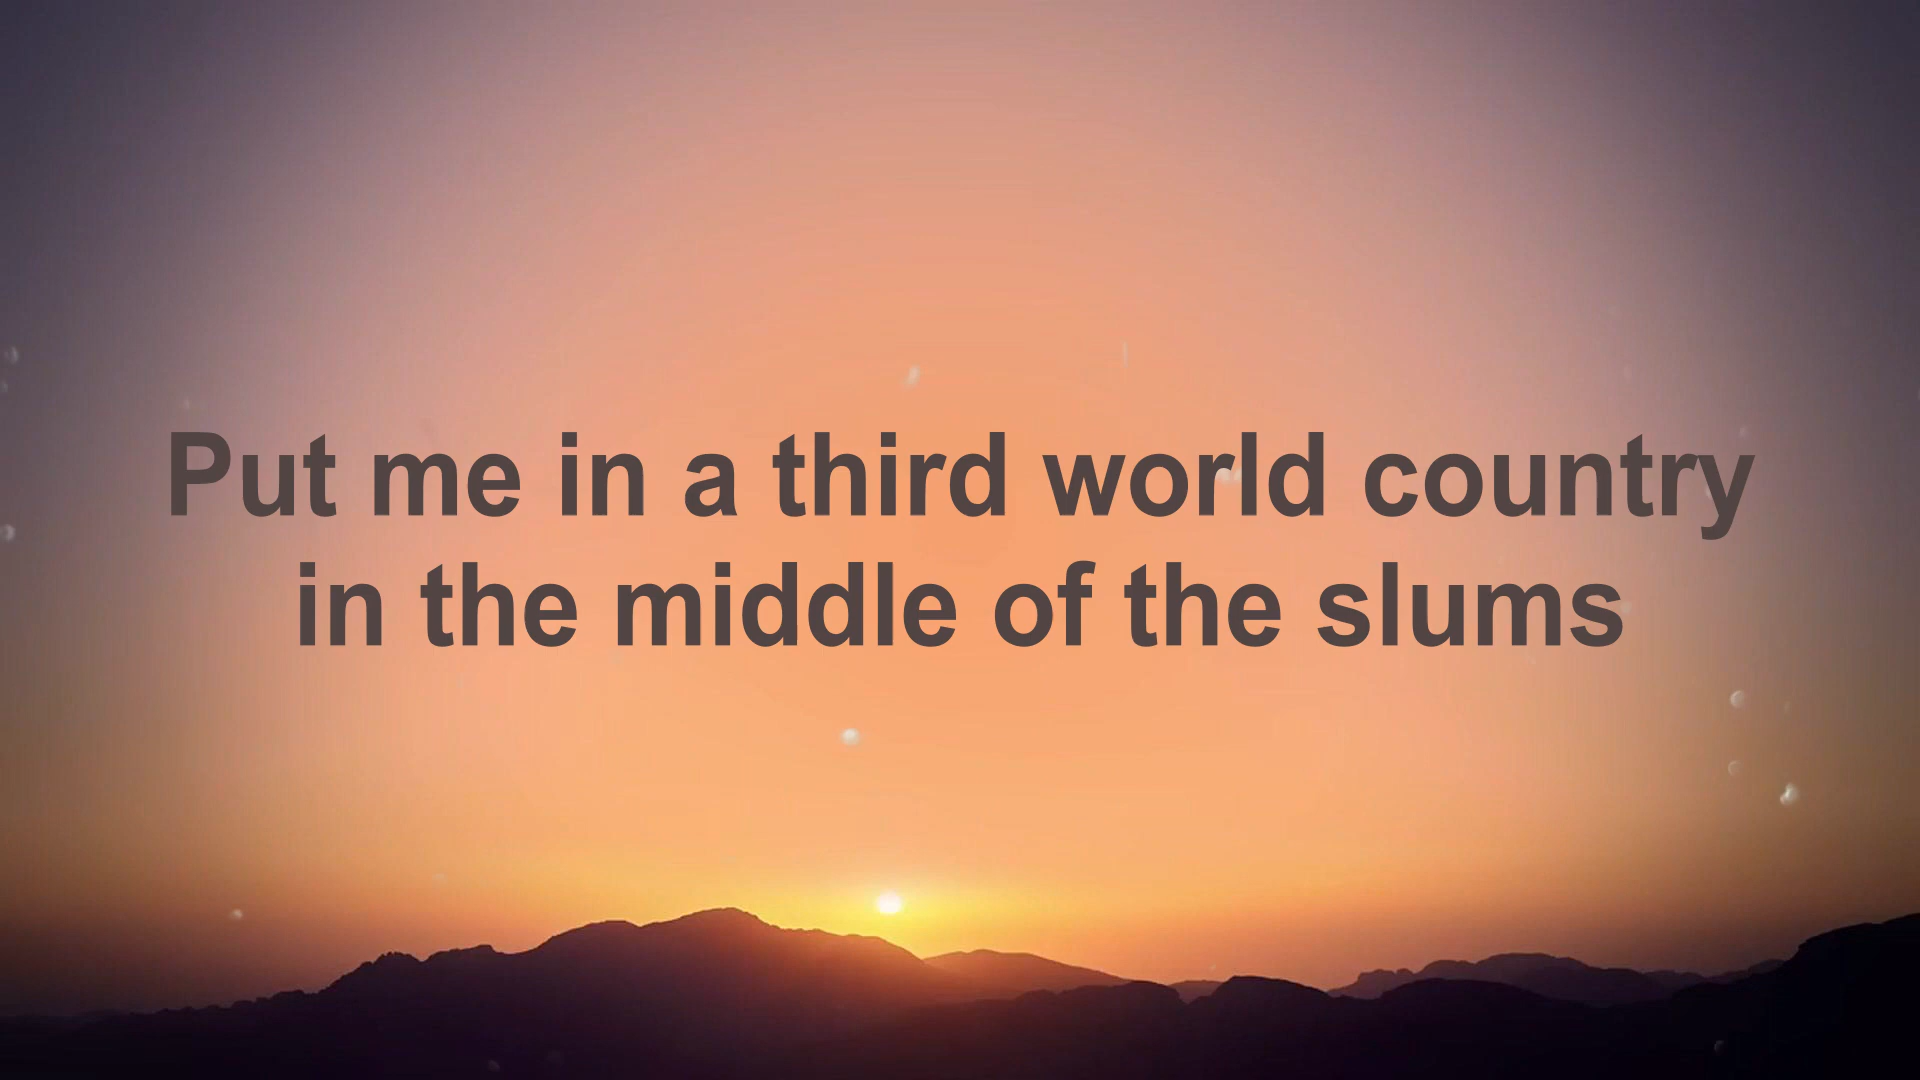 Put me in a third world country
in the middle of the slums